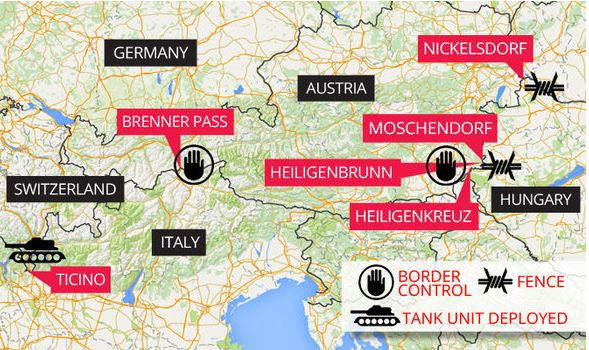 NICKELSDORF
GERMANY
AUSTRIA
BRENNER PASS
MOSCHENDORF
HEILIGENBRUNN
SWITZERLAND
HUNGARY
HEILIGENKREUZ
ITALY
TICINO
BORDER
CONTROL
FENCE
TANK UNIT DEPLOYED